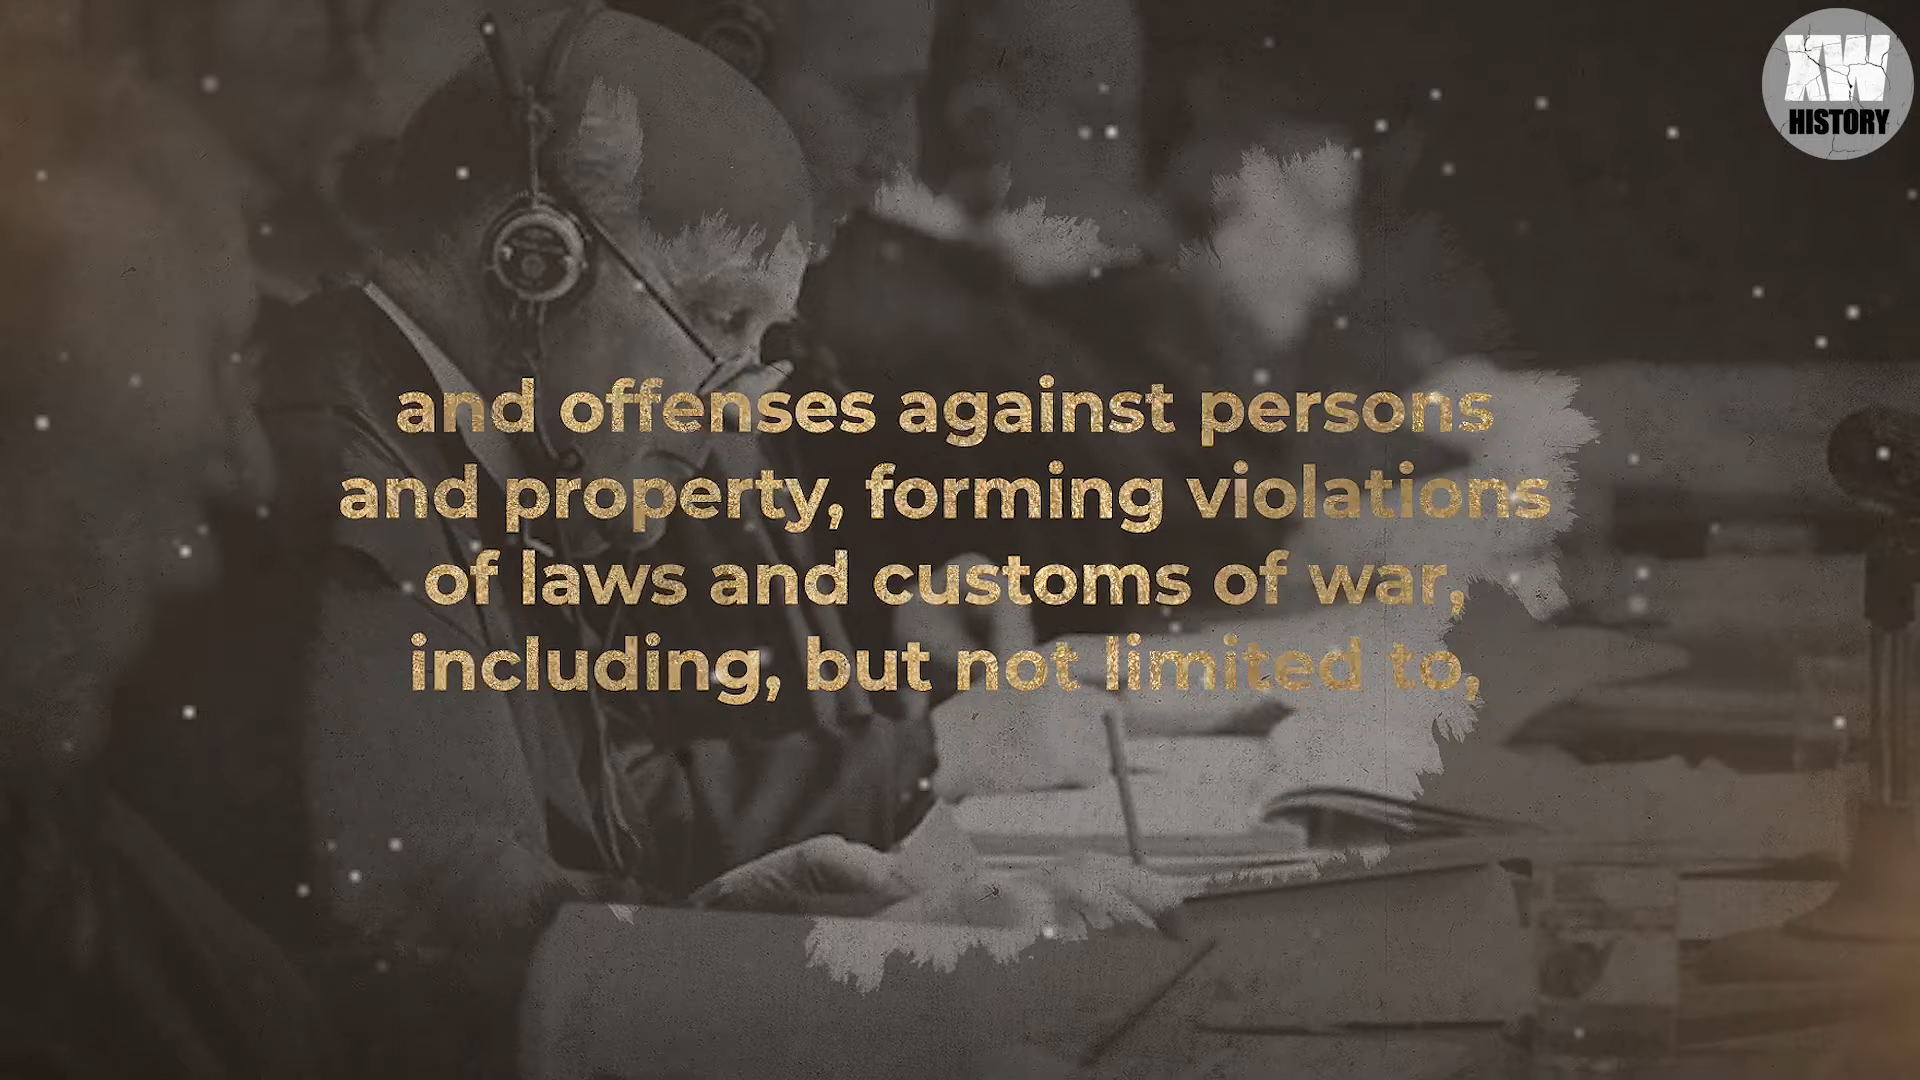 XW
HISTORY
and offenses against persons
and property, forming violations
of laws and customs of war,
including, but not limited to,